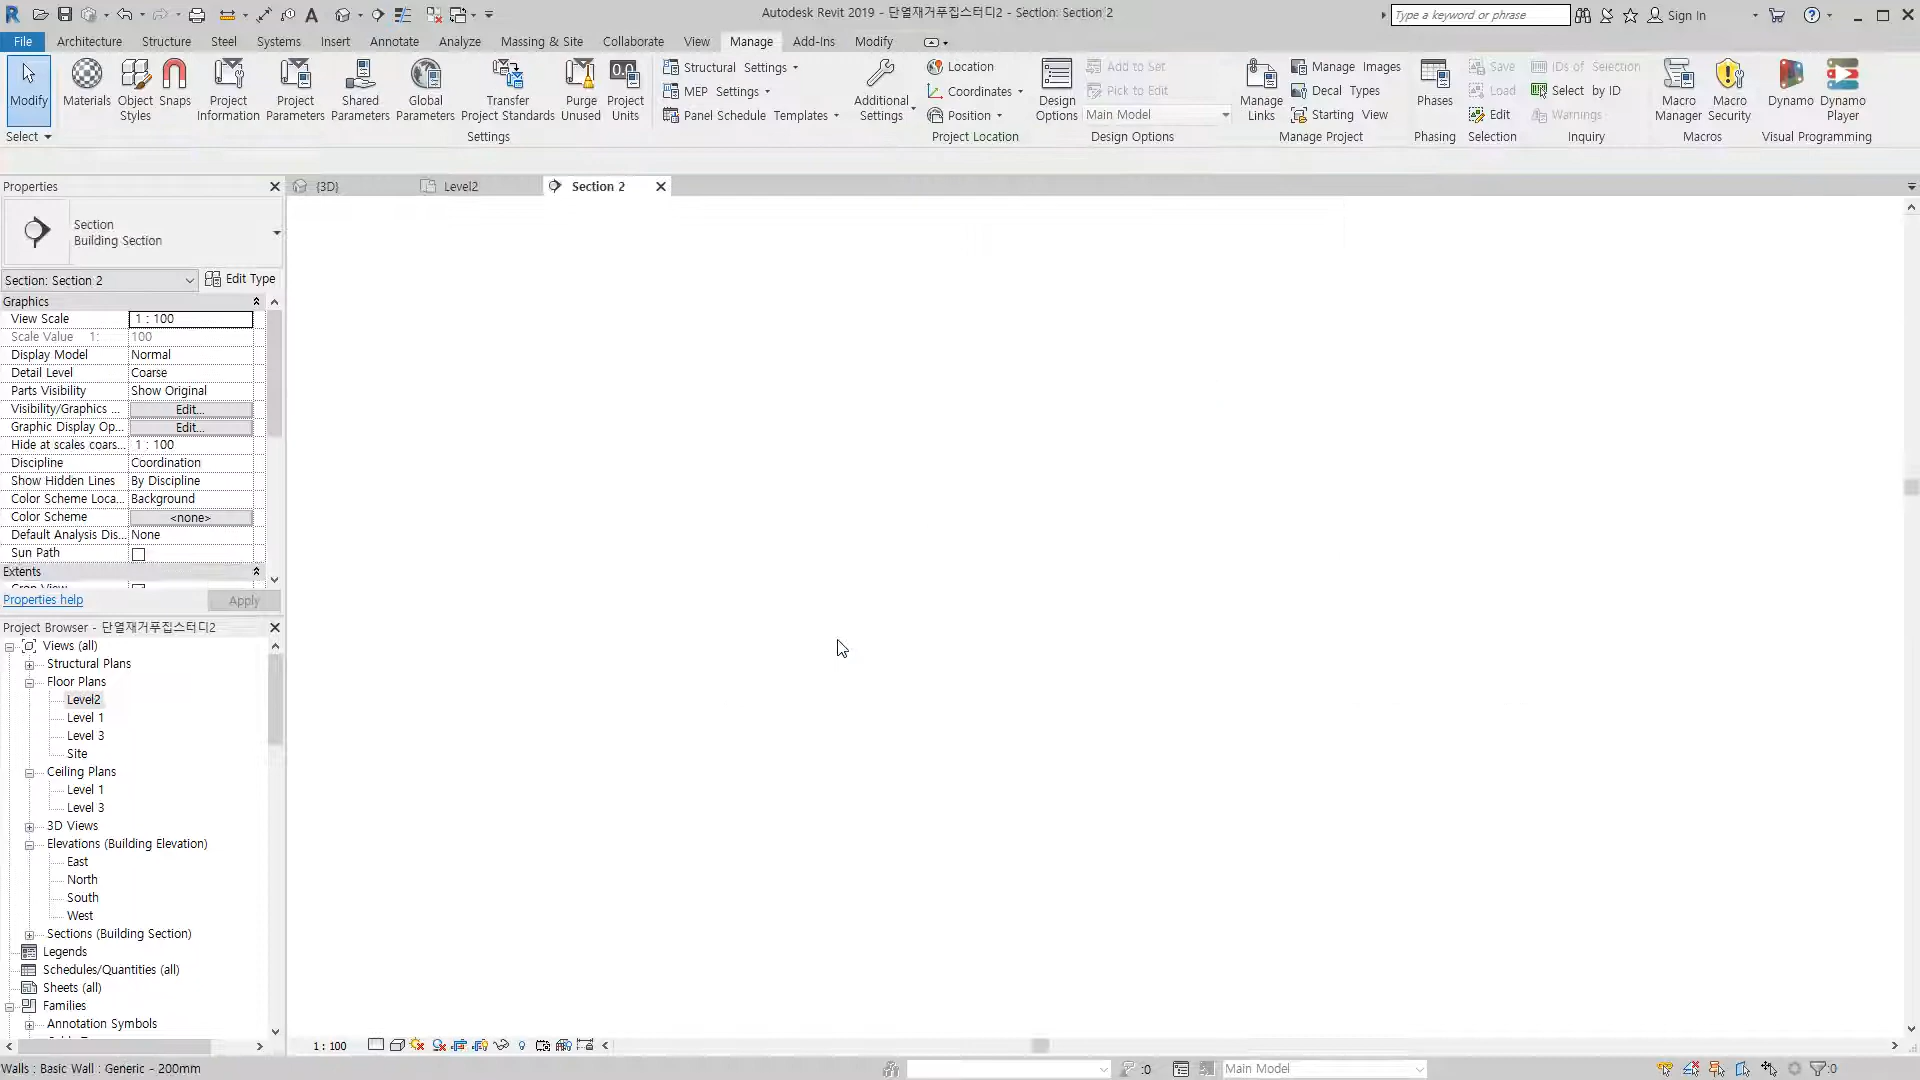 Autodesk Revit 2019 - 단열재거푸집스터디2 - Section: Section 2
Type a keyword or phrase
Sign In
File Architecture Structure Steel Systems Insert Annotate Analyze Massing & Site Collaborate View Manage Add-Ins Modify
Modify
Materials
Object Styles
Snaps
Project Information
Project Parameters
Shared Parameters
Global Parameters
Transfer Project Standards
Purge Unused
Project Units
Structural Settings
MEP Settings
Panel Schedule Templates
Additional Settings
Location
Coordinates
Position
Design Options
Add to Set
Pick to Edit
Main Model
Manage Links
Manage Images
Decal Types
Starting View
Phases
Save
Load
Edit
IDs of Selection
Select by ID
Warnings
Macro Manager
Macro Security
Dynamo
Dynamo Player
Select Settings Project Location Design Options Manage Project Phasing Selection Inquiry Macros Visual Programming
Properties
{3D} Level2 Section 2
Section
Building Section
Section: Section 2 Edit Type
Graphics
View Scale 1 : 100
Scale Value 1: 100
Display Model Normal
Detail Level Coarse
Parts Visibility Show Original
Visibility/Graphics ... Edit...
Graphic Display Op... Edit...
Hide at scales coars... 1 : 100
Discipline Coordination
Show Hidden Lines By Discipline
Color Scheme Loca... Background
Color Scheme <none>
Default Analysis Dis... None
Sun Path
Extents
Crop View
Properties help Apply
Project Browser - 단열재거푸집스터디2
Views (all)
Structural Plans
Floor Plans
Level2
Level 1
Level 3
Site
Ceiling Plans
Level 1
Level 3
3D Views
Elevations (Building Elevation)
East
North
South
West
Sections (Building Section)
Legends
Schedules/Quantities (all)
Sheets (all)
Families
Annotation Symbols
1 : 100
Walls : Basic Wall : Generic - 200mm
:0
Main Model
:0